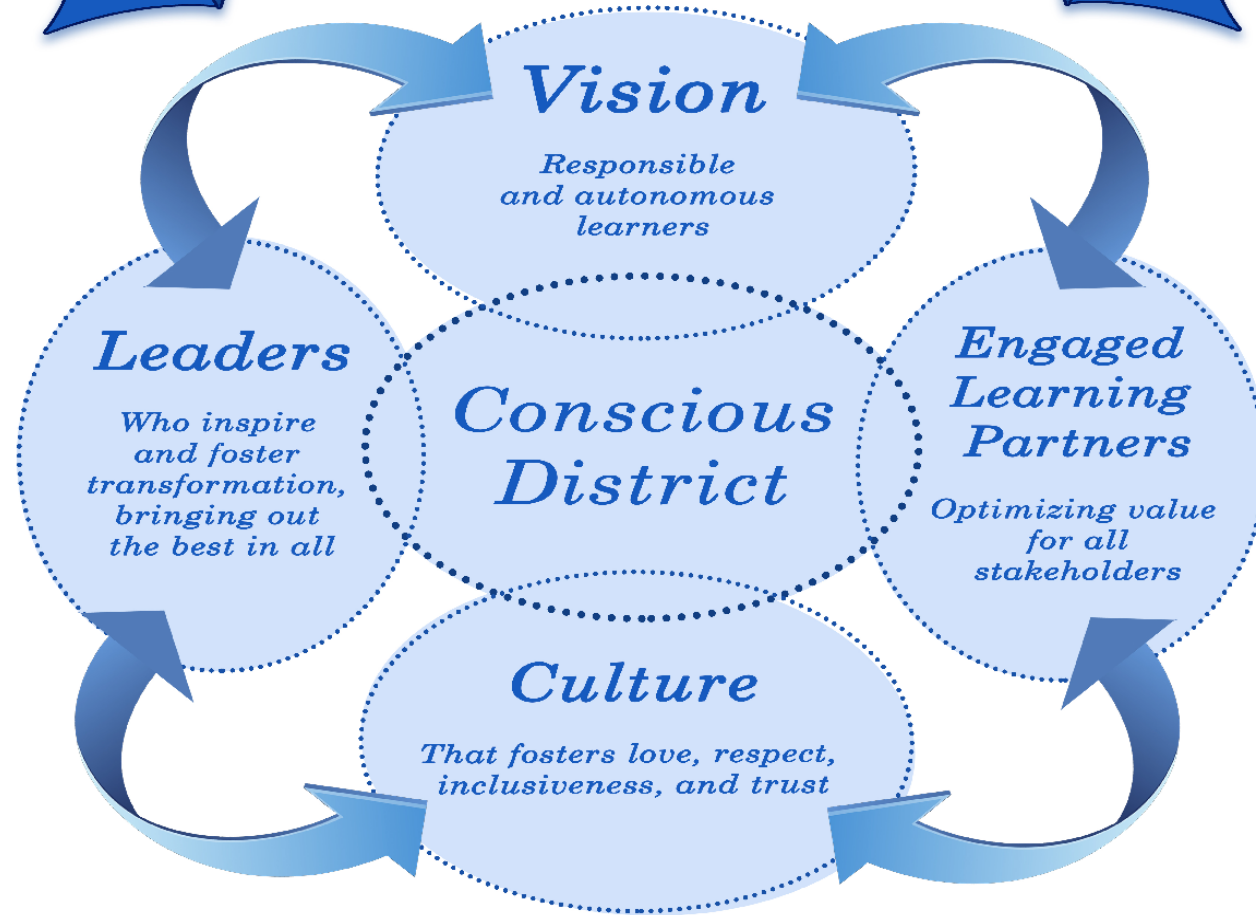 Vision
Responsible
and autonomous
learners
Leaders
Who inspire
and foster
transformation,
bringing out
the best in all
Conscious
District
Engaged
Learning
Partners
Optimizing value
for all
stakeholders
Culture
That fosters love, respect,
inclusiveness, and trust